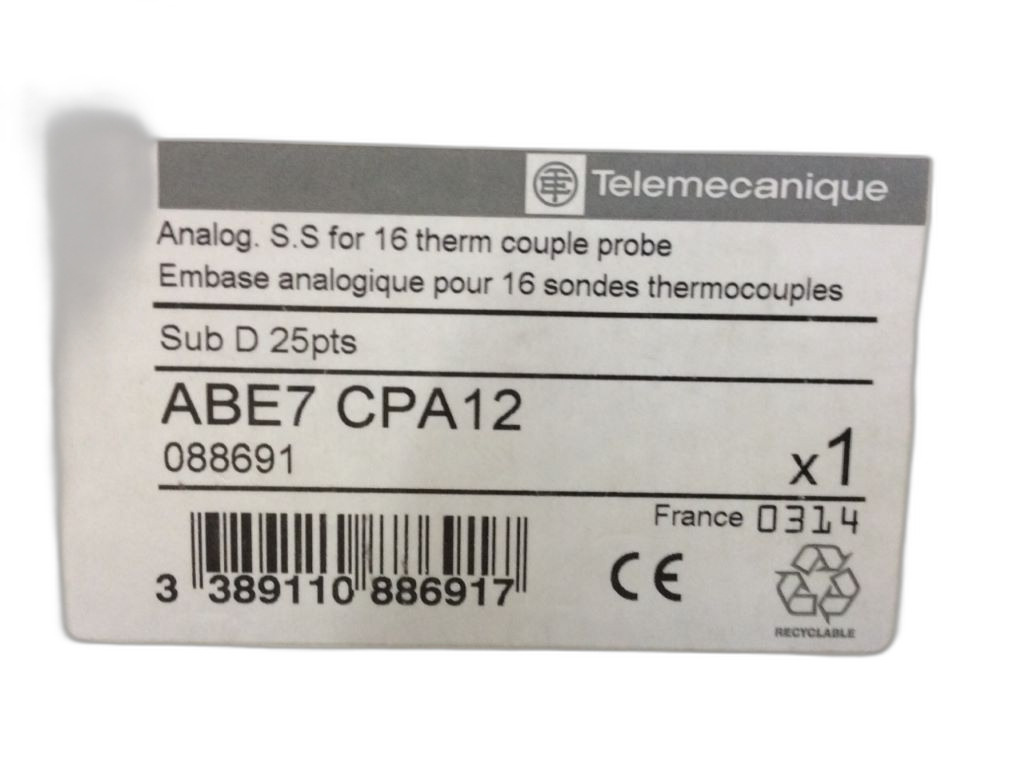 Telemecanique
Analog. S.S for 16 therm couple probe
Embase analogique pour 16 sondes thermocouples
Sub D 25pts
ABE7 CPA12
088691
x1
France 0314
3 389110 886917
CE
RECYCLABLE